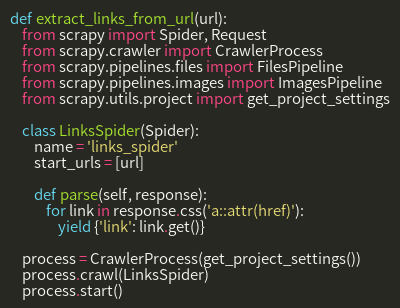 def extract_links_from_url(url):
    from scrapy import Spider, Request
    from scrapy.crawler import CrawlerProcess
    from scrapy.pipelines.files import FilesPipeline
    from scrapy.pipelines.images import ImagesPipeline
    from scrapy.utils.project import get_project_settings

    class LinksSpider(Spider):
        name = 'links_spider'
        start_urls = [url]

        def parse(self, response):
            for link in response.css('a::attr(href)'):
                yield {'link': link.get()}

    process = CrawlerProcess(get_project_settings())
    process.crawl(LinksSpider)
    process.start()